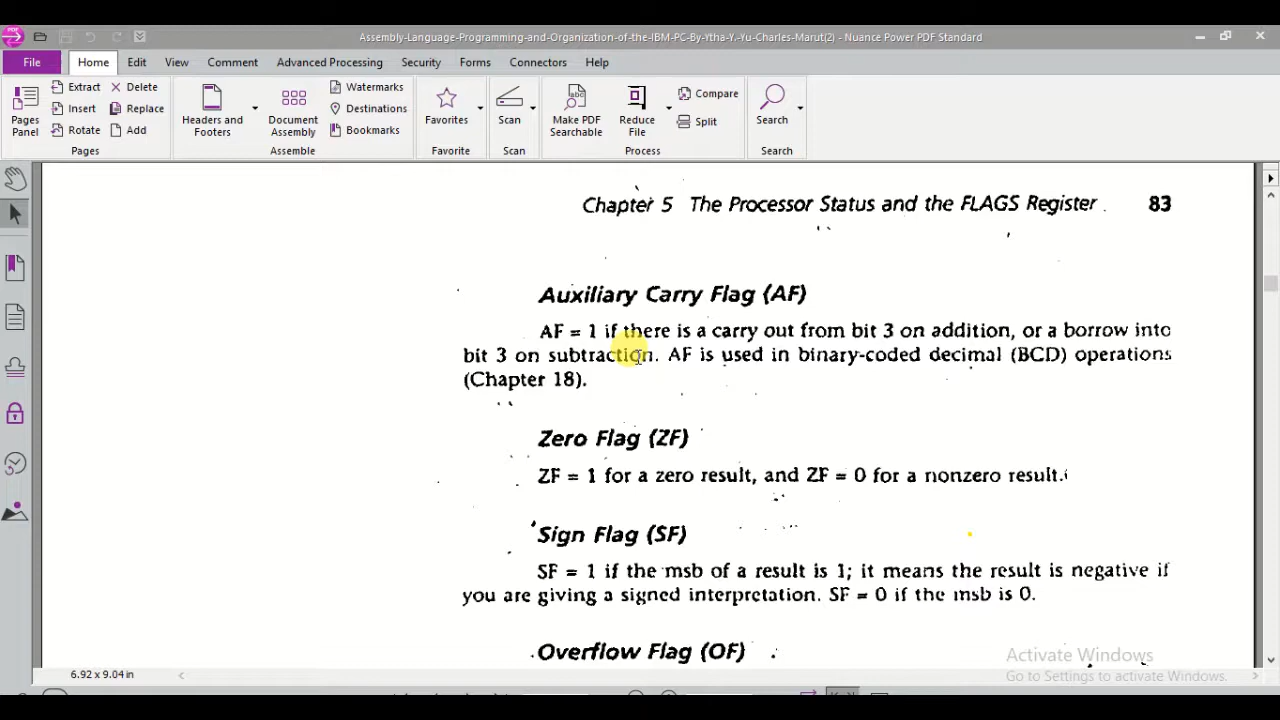 Assembly-Language-Programming-and-Organization-of-the-IBM-PC-By-Ytha-Y.-Yu-Charles-Marut(2) - Nuance Power PDF Standard
File Home Edit View Comment Advanced Processing Security Forms Connectors Help
Pages Panel
Extract
Insert
Rotate
Delete
Replace
Add
Pages
Headers and Footers
Document Assembly
Watermarks
Destinations
Bookmarks
Assemble
Favorites
Favorite
Scan
Scan
Make PDF Searchable
Reduce File
Compare
Split
Process
Search
Search
Chapter 5 The Processor Status and the FLAGS Register 83
Auxiliary Carry Flag (AF)
AF = 1 if there is a carry out from bit 3 on addition, or a borrow into
bit 3 on subtraction. AF is used in binary-coded decimal (BCD) operations
(Chapter 18).
Zero Flag (ZF)
ZF = 1 for a zero result, and ZF = 0 for a nonzero result.
Sign Flag (SF)
SF = 1 if the msb of a result is 1; it means the result is negative if
you are giving a signed interpretation. SF = 0 if the msb is 0.
Overflow Flag (OF)
Activate Windows
Go to Settings to activate Windows.
6.92 x 9.04 in